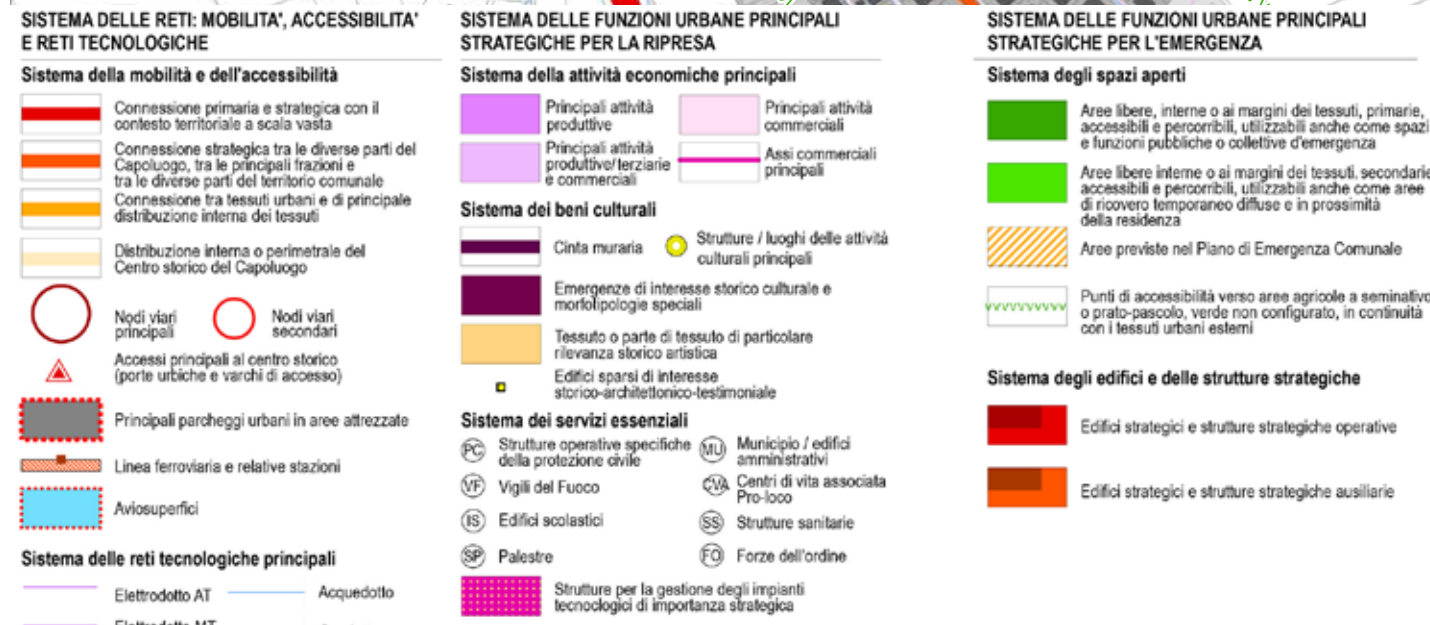 SISTEMA DELLE RETI: MOBILITA', ACCESSIBILITA'
E RETI TECNOLOGICHE
Sistema della mobilità e dell'accessibilità
Connessione primaria e strategica con il
contesto territoriale a scala vasta
Connessione strategica tra le diverse parti del
Capoluogo, tra le principali frazioni e
tra le diverse parti del territorio comunale
Connessione tra tessuti urbani e di principale
distribuzione interna dei tessuti
Distribuzione interna o perimetrale del
Centro storico del Capoluogo
Nodi viari
principali
Nodi viari
secondari
Accessi principali al centro storico
(porte urbiche e varchi di accesso)
Principali parcheggi urbani in aree attrezzate
Linea ferroviaria e relative stazioni
Aviosuperfici
Sistema delle reti tecnologiche principali
Elettrodotto AT
Acquedotto
Elettrodotto MT
SISTEMA DELLE FUNZIONI URBANE PRINCIPALI
STRATEGICHE PER LA RIPRESA
Sistema della attività economiche principali
Principali attività
produttive
Principali attività
commerciali
Principali attività
produttive/terziarie
e commerciali
Assi commerciali
principali
Sistema dei beni culturali
Cinta muraria
Strutture / luoghi delle attività
culturali principali
Emergenze di interesse storico culturale e
morfolipologie speciali
Tessuto o parte di tessuto di particolare
rilevanza storico artistica
Edifici sparsi di interesse
storico-architettonico-testimoniale
Sistema dei servizi essenziali
PC Strutture operative specifiche
della protezione civile
MU Municipio / edifici
amministrativi
VF Vigili del Fuoco
CVA Centri di vita associata
Pro-loco
IS Edifici scolastici
SS Strutture sanitarie
SP Palestre
FO Forze dell'ordine
Strutture per la gestione degli impianti
tecnologici di importanza strategica
SISTEMA DELLE FUNZIONI URBANE PRINCIPALI
STRATEGICHE PER L'EMERGENZA
Sistema degli spazi aperti
Aree libere, interne o ai margini dei tessuti, primarie,
accessibili e percorribili, utilizzabili anche come spazi
e funzioni pubbliche o collettive d'emergenza
Aree libere interne o ai margini dei tessuti, secondarie
accessibili e percorribili, utilizzabili anche come aree
di ricovero temporaneo diffuse e in prossimità
della residenza
Aree previste nel Piano di Emergenza Comunale
Punti di accessibilità verso aree agricole a seminativo
o prato-pascolo, verde non configurato, in continuità
con i tessuti urbani esterni
Sistema degli edifici e delle strutture strategiche
Edifici strategici e strutture strategiche operative
Edifici strategici e strutture strategiche ausiliarie